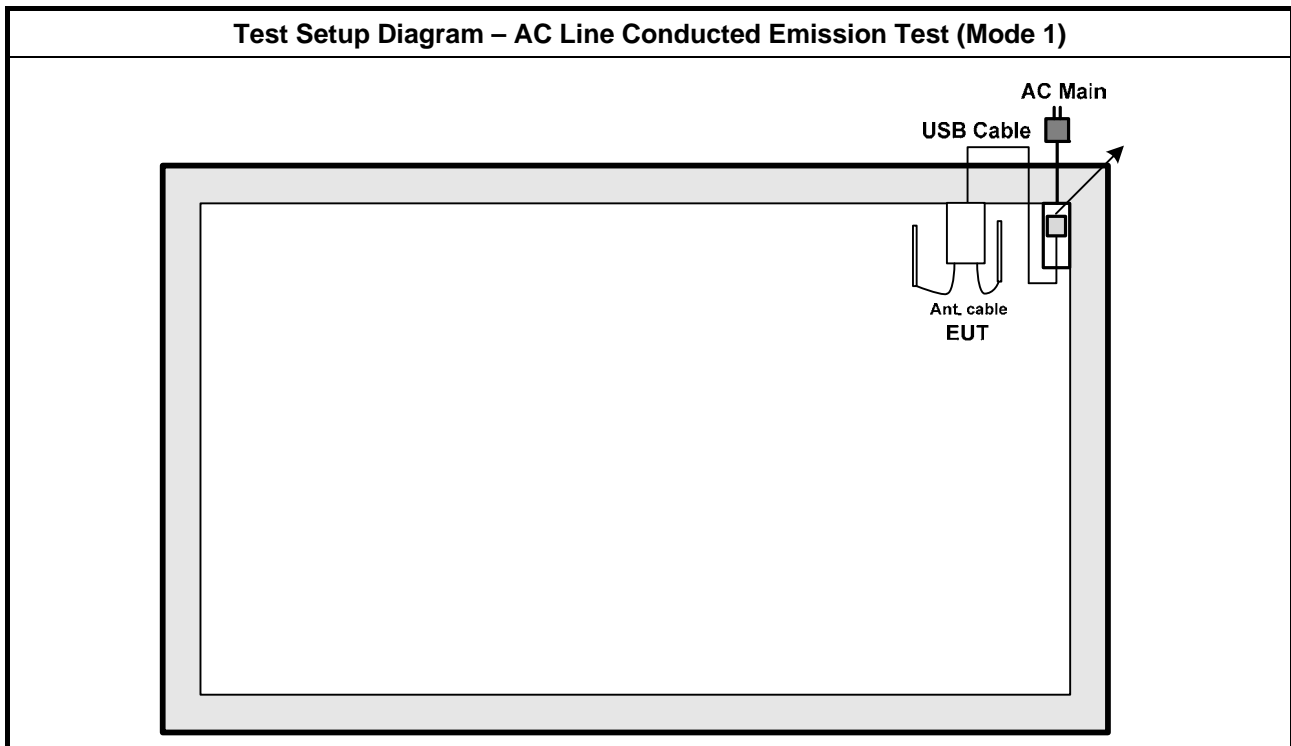 Test Setup Diagram – AC Line Conducted Emission Test (Mode 1)
AC Main
USB Cable
Ant. cable
EUT